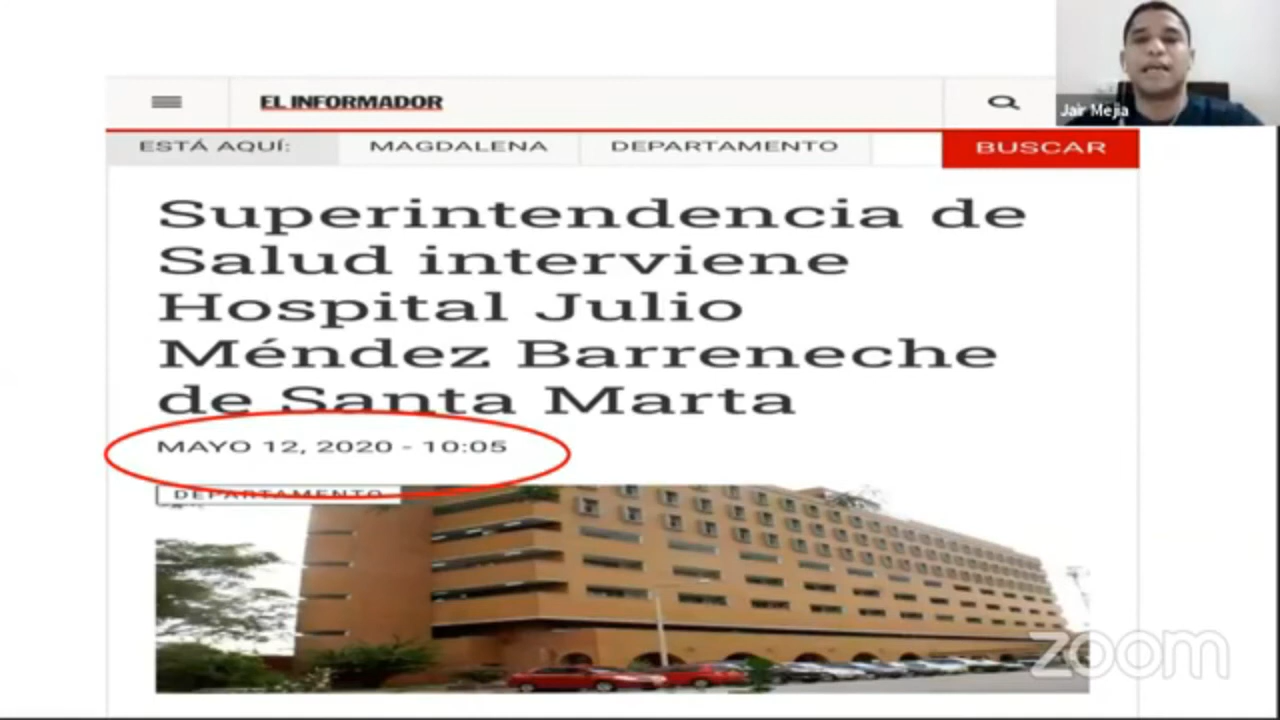 EL INFORMADOR
Jair Mejia
ESTÁ AQUÍ:
MAGDALENA
DEPARTAMENTO
BUSCAR
Superintendencia de
Salud interviene
Hospital Julio
Méndez Barreneche
de Santa Marta
MAYO 12, 2020 - 10:05
DEPARTAMENTO
zoom